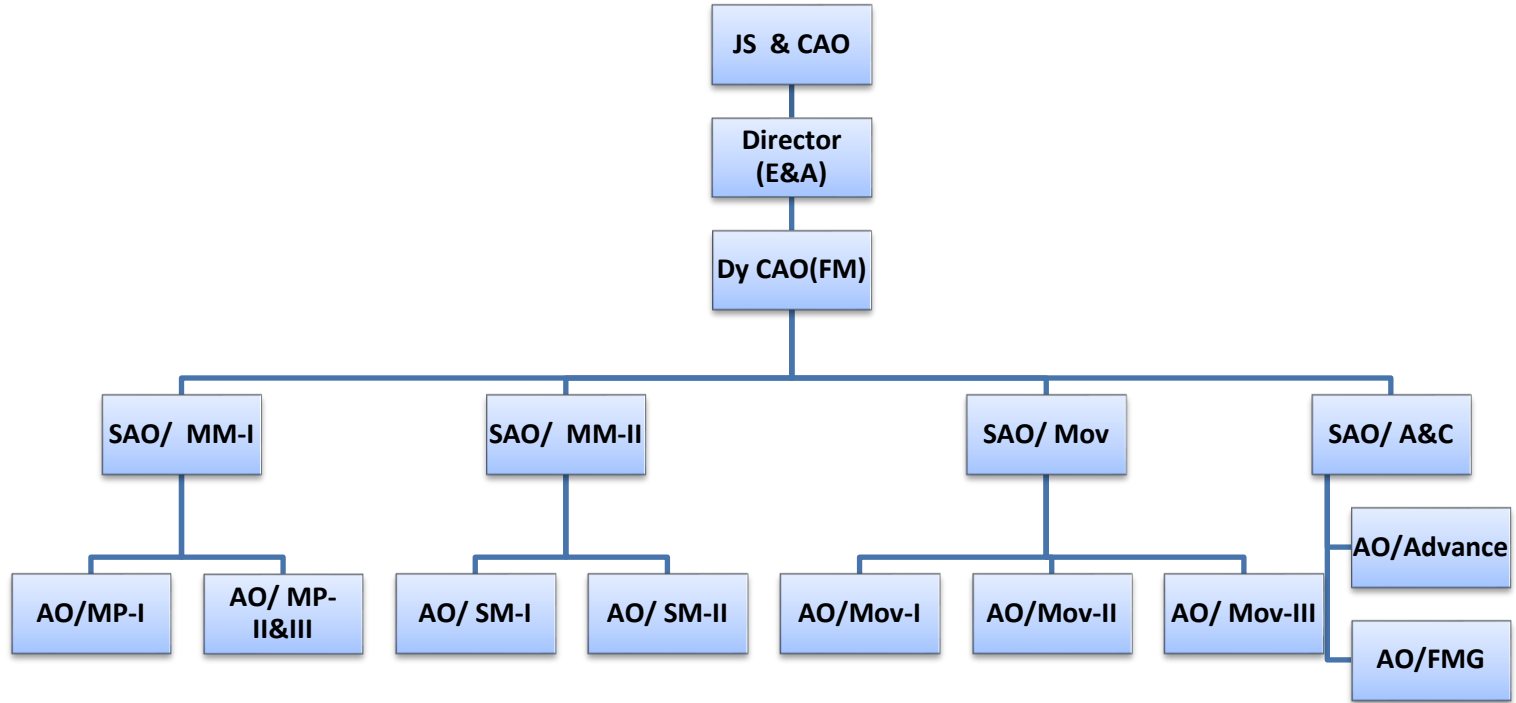 JS & CAO
Director
(E&A)
Dy CAO(FM)
SAO/ MM-I
SAO/ MM-II
SAO/ Mov
SAO/ A&C
AO/MP-I
AO/ MP-
II&III
AO/ SM-I
AO/ SM-II
AO/Mov-I
AO/Mov-II
AO/ Mov-III
AO/Advance
AO/FMG